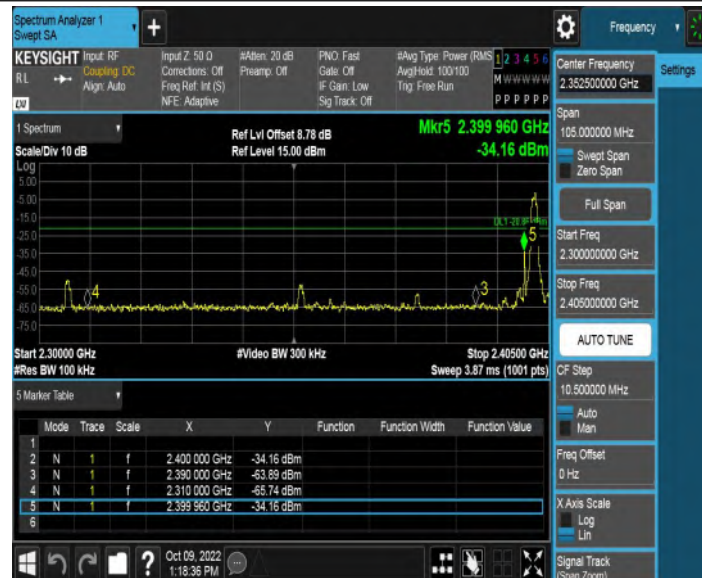 Spectrum Analyzer 1
Swept SA
+
Frequency
KEYSIGHT
Input: RF
Coupling: DC
Align: Auto
Input Z: 50 Ω
Corrections: Off
Freq Ref: Int (S)
NFE: Adaptive
#Atten: 20 dB
Preamp: Off
PNO: Fast
Gate: Off
IF Gain: Low
Sig Track: Off
#Avg Type: Power (RMS
Avg|Hold: 100/100
Trig: Free Run
1 2 3 4 5 6
M W W W W W
P P P P P P
R L
LXI
Settings
Center Frequency
2.352500000 GHz
Span
105.000000 MHz
Swept Span
Zero Span
Full Span
Start Freq
2.300000000 GHz
Stop Freq
2.405000000 GHz
AUTO TUNE
CF Step
10.500000 MHz
Auto
Man
Freq Offset
0 Hz
X Axis Scale
Log
Lin
Signal Track
(Span Zoom)
1 Spectrum
Scale/Div 10 dB
Ref Lvl Offset 8.78 dB
Ref Level 15.00 dBm
Mkr5 2.399 960 GHz
-34.16 dBm
Log
5.00
-5.00
-15.0
-25.0
-35.0
-45.0
-55.0
-65.0
-75.0
5
4
3
Start 2.30000 GHz
#Video BW 300 kHz
Stop 2.40500 GHz
#Res BW 100 kHz
Sweep 3.87 ms (1001 pts)
5 Marker Table
Mode Trace Scale X Y Function Function Width Function Value
1
2 N 1 f 2.400 000 GHz -34.16 dBm
3 N 1 f 2.390 000 GHz -63.89 dBm
4 N 1 f 2.310 000 GHz -65.74 dBm
5 N 1 f 2.399 960 GHz -34.16 dBm
6
?
Oct 09, 2022
1:18:36 PM